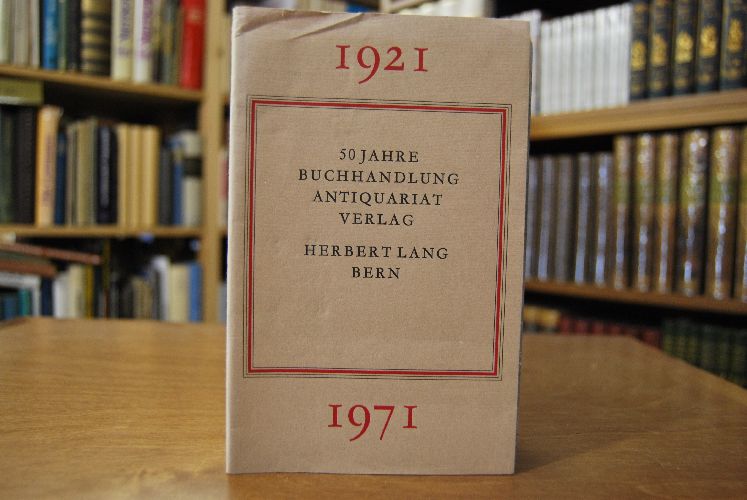 1921
50 JAHRE
BUCHHANDLUNG
ANTIQUARIAT
VERLAG
HERBERT LANG
BERN
1971